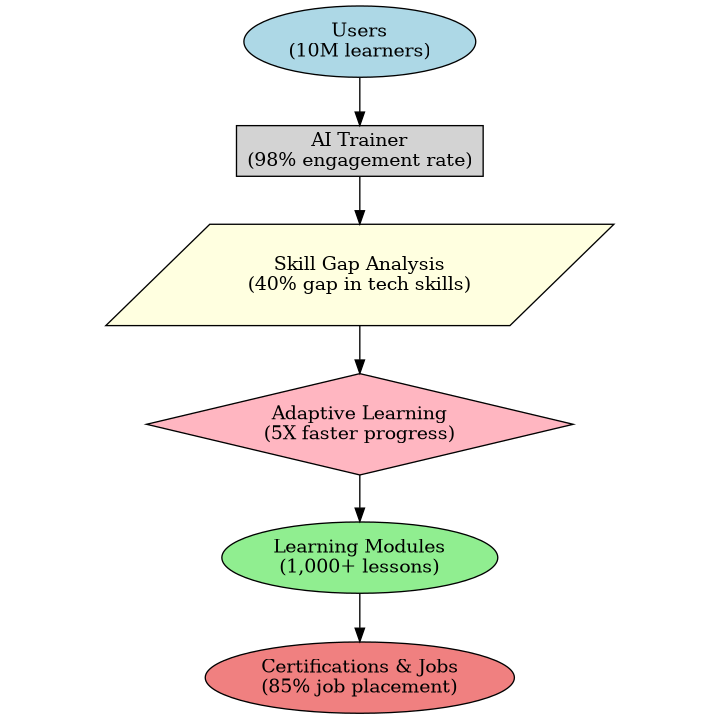 Users
(10M learners)
AI Trainer
(98% engagement rate)
Skill Gap Analysis
(40% gap in tech skills)
Adaptive Learning
(5X faster progress)
Learning Modules
(1,000+ lessons)
Certifications & Jobs
(85% job placement)